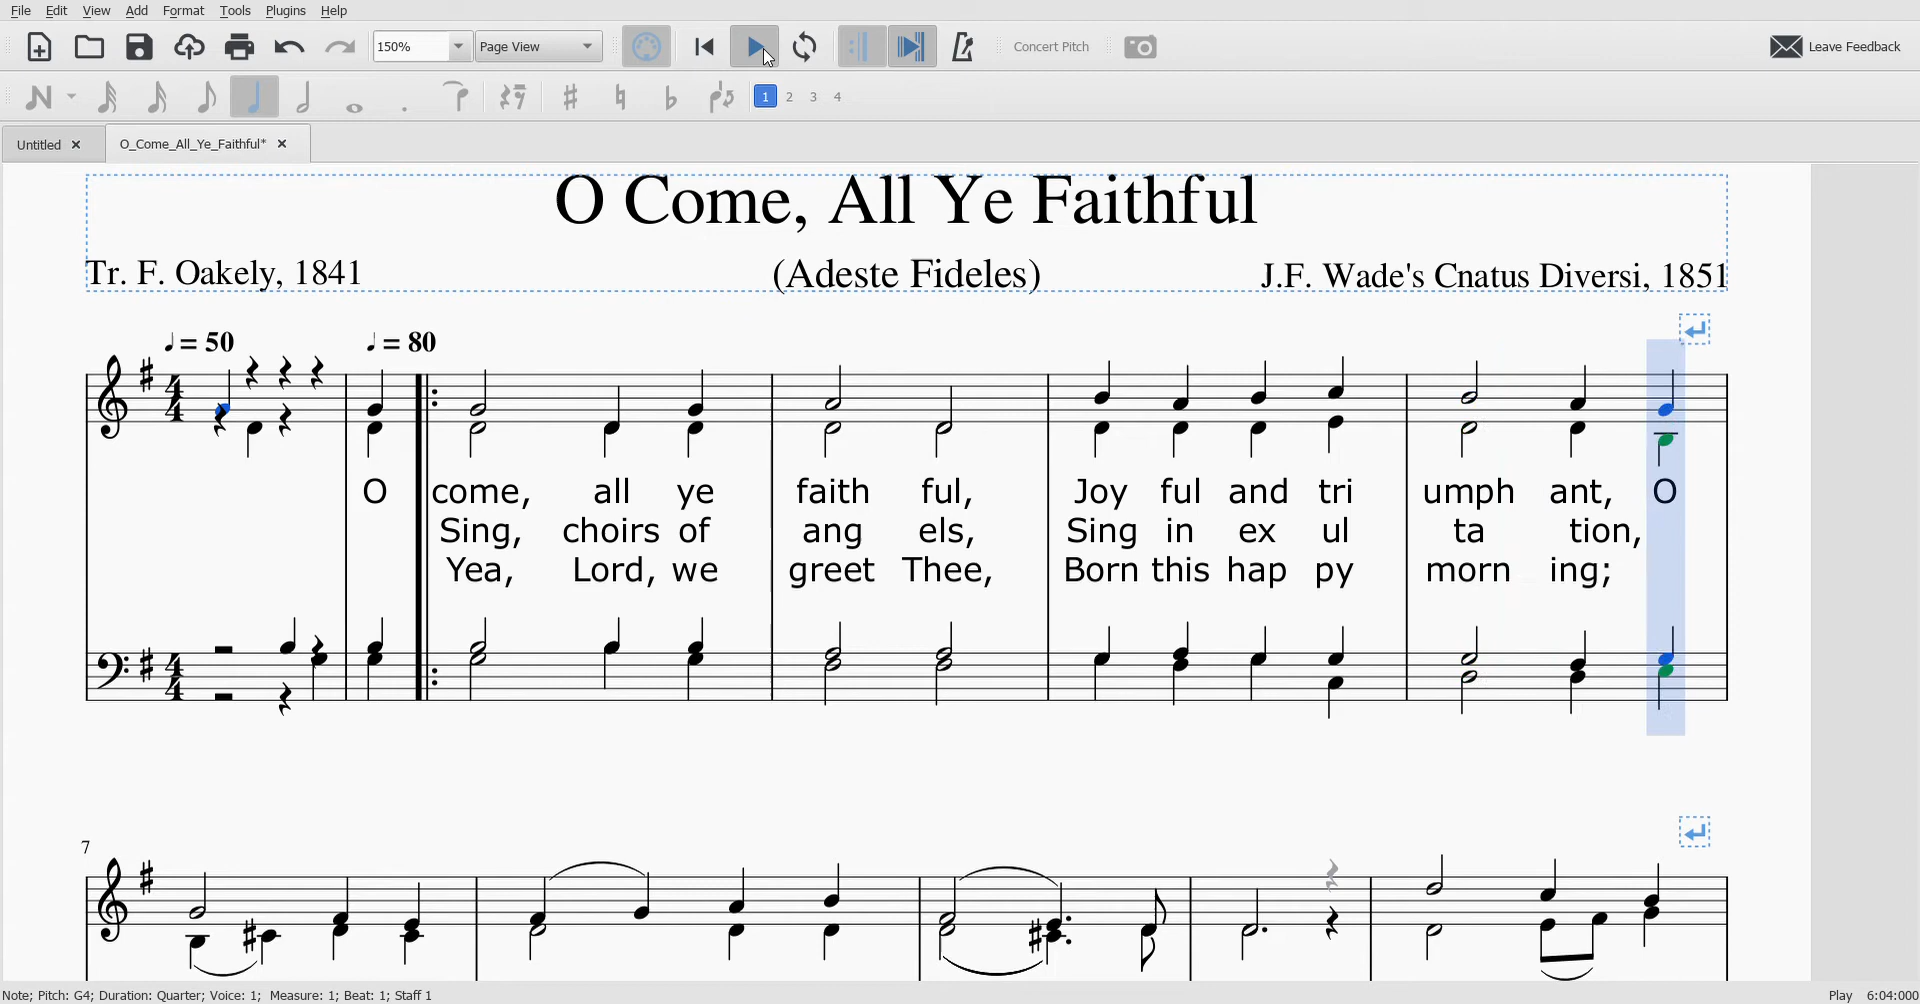 File Edit View Add Format Tools Plugins Help
150% Page View Concert Pitch Leave Feedback
1 2 3 4
Untitled O_Come_All_Ye_Faithful*
O Come, All Ye Faithful
Tr. F. Oakely, 1841 (Adeste Fideles) J.F. Wade's Cnatus Diversi, 1851
♩ = 50 ♩ = 80
4 4
O come, all ye faith ful, Joy ful and tri umph ant, O
Sing, choirs of ang els, Sing in ex ul ta tion,
Yea, Lord, we greet Thee, Born this hap py morn ing;
4 4
7
Note; Pitch: G4; Duration: Quarter; Voice: 1; Measure: 1; Beat: 1; Staff 1 Play 6:04:000